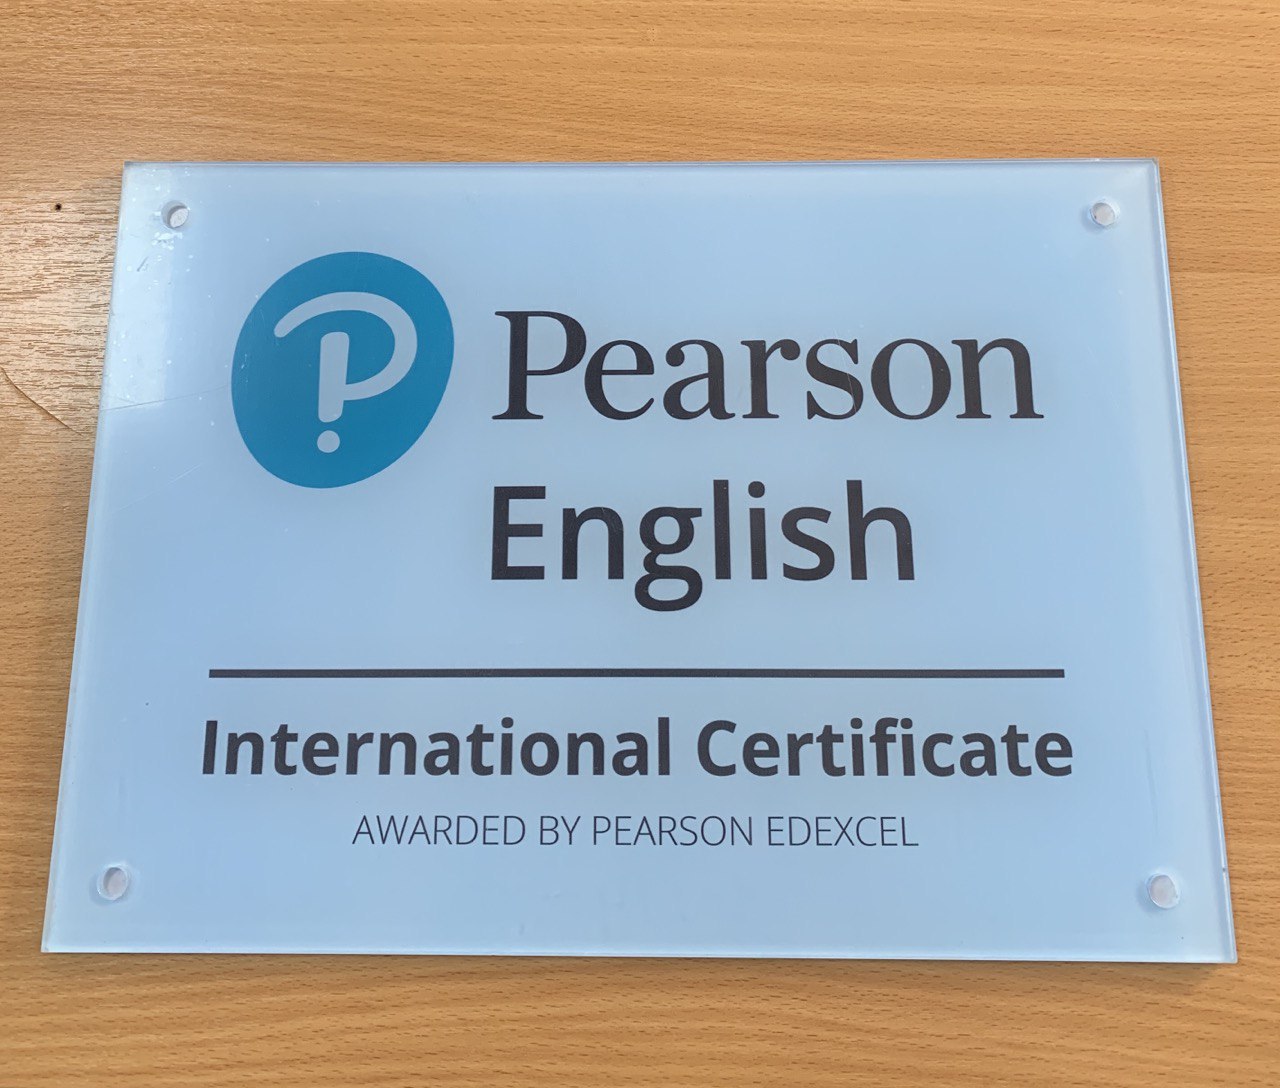 Pearson
English
International Certificate
AWARDED BY PEARSON EDEXCEL